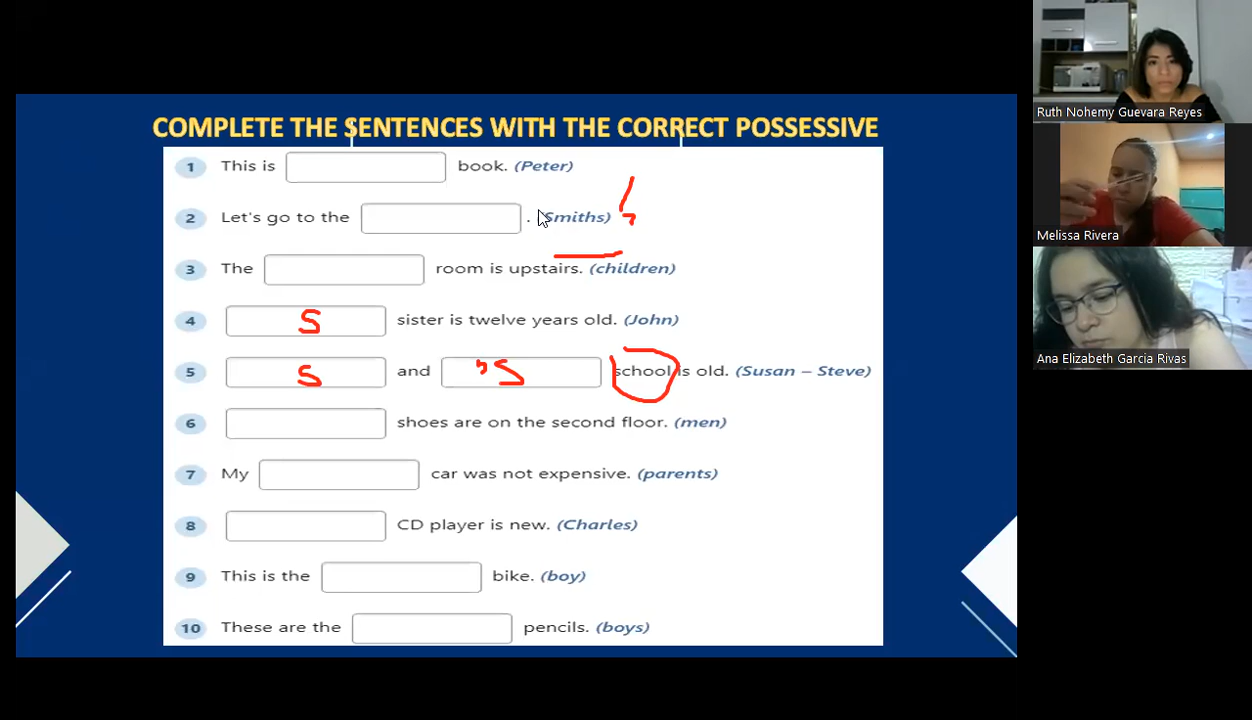 COMPLETE THE SENTENCES WITH THE CORRECT POSSESSIVE
1 This is book. (Peter)
2 Let's go to the . (Smiths) '
3 The room is upstairs. (children)
4 S sister is twelve years old. (John)
5 S and 'S school is old. (Susan – Steve)
6 shoes are on the second floor. (men)
7 My car was not expensive. (parents)
8 CD player is new. (Charles)
9 This is the bike. (boy)
10 These are the pencils. (boys)
Ruth Nohemy Guevara Reyes
Melissa Rivera
Ana Elizabeth Garcia Rivas